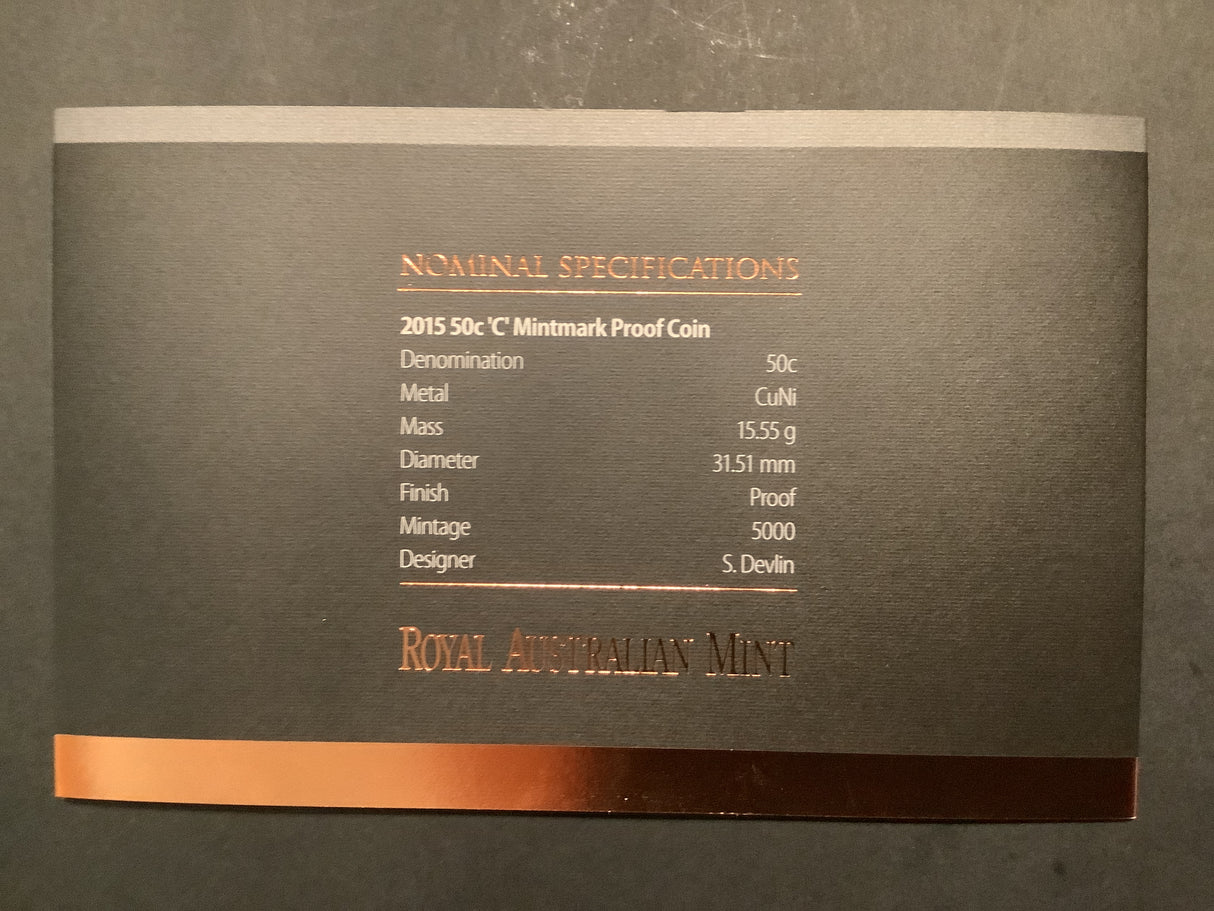 NOMINAL SPECIFICATIONS
2015 50c 'C' Mintmark Proof Coin
Denomination 50c
Metal CuNi
Mass 15.55 g
Diameter 31.51 mm
Finish Proof
Mintage 5000
Designer S. Devlin
ROYAL AUSTRALIAN MINT